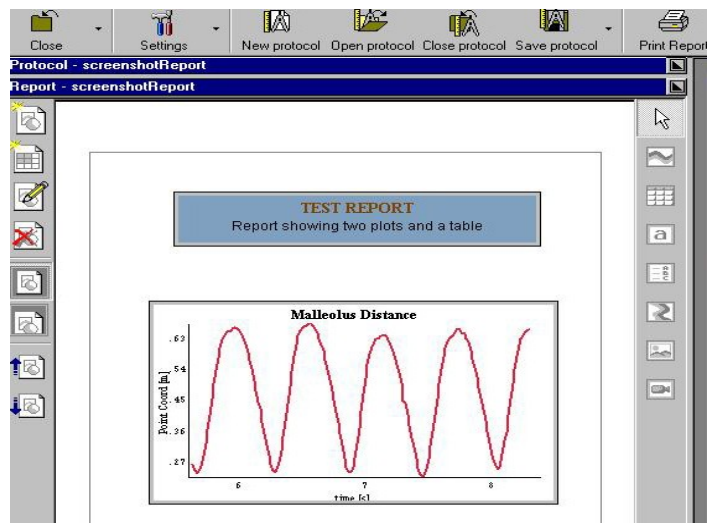 Close Settings New protocol Open protocol Close protocol Save protocol Print Report
Protocol - screenshotReport
Report - screenshotReport
TEST REPORT
Report showing two plots and a table
Malleolus Distance
Point Coord [m]
.63
.54
.45
.36
.27
6 7 8
time [s]
a